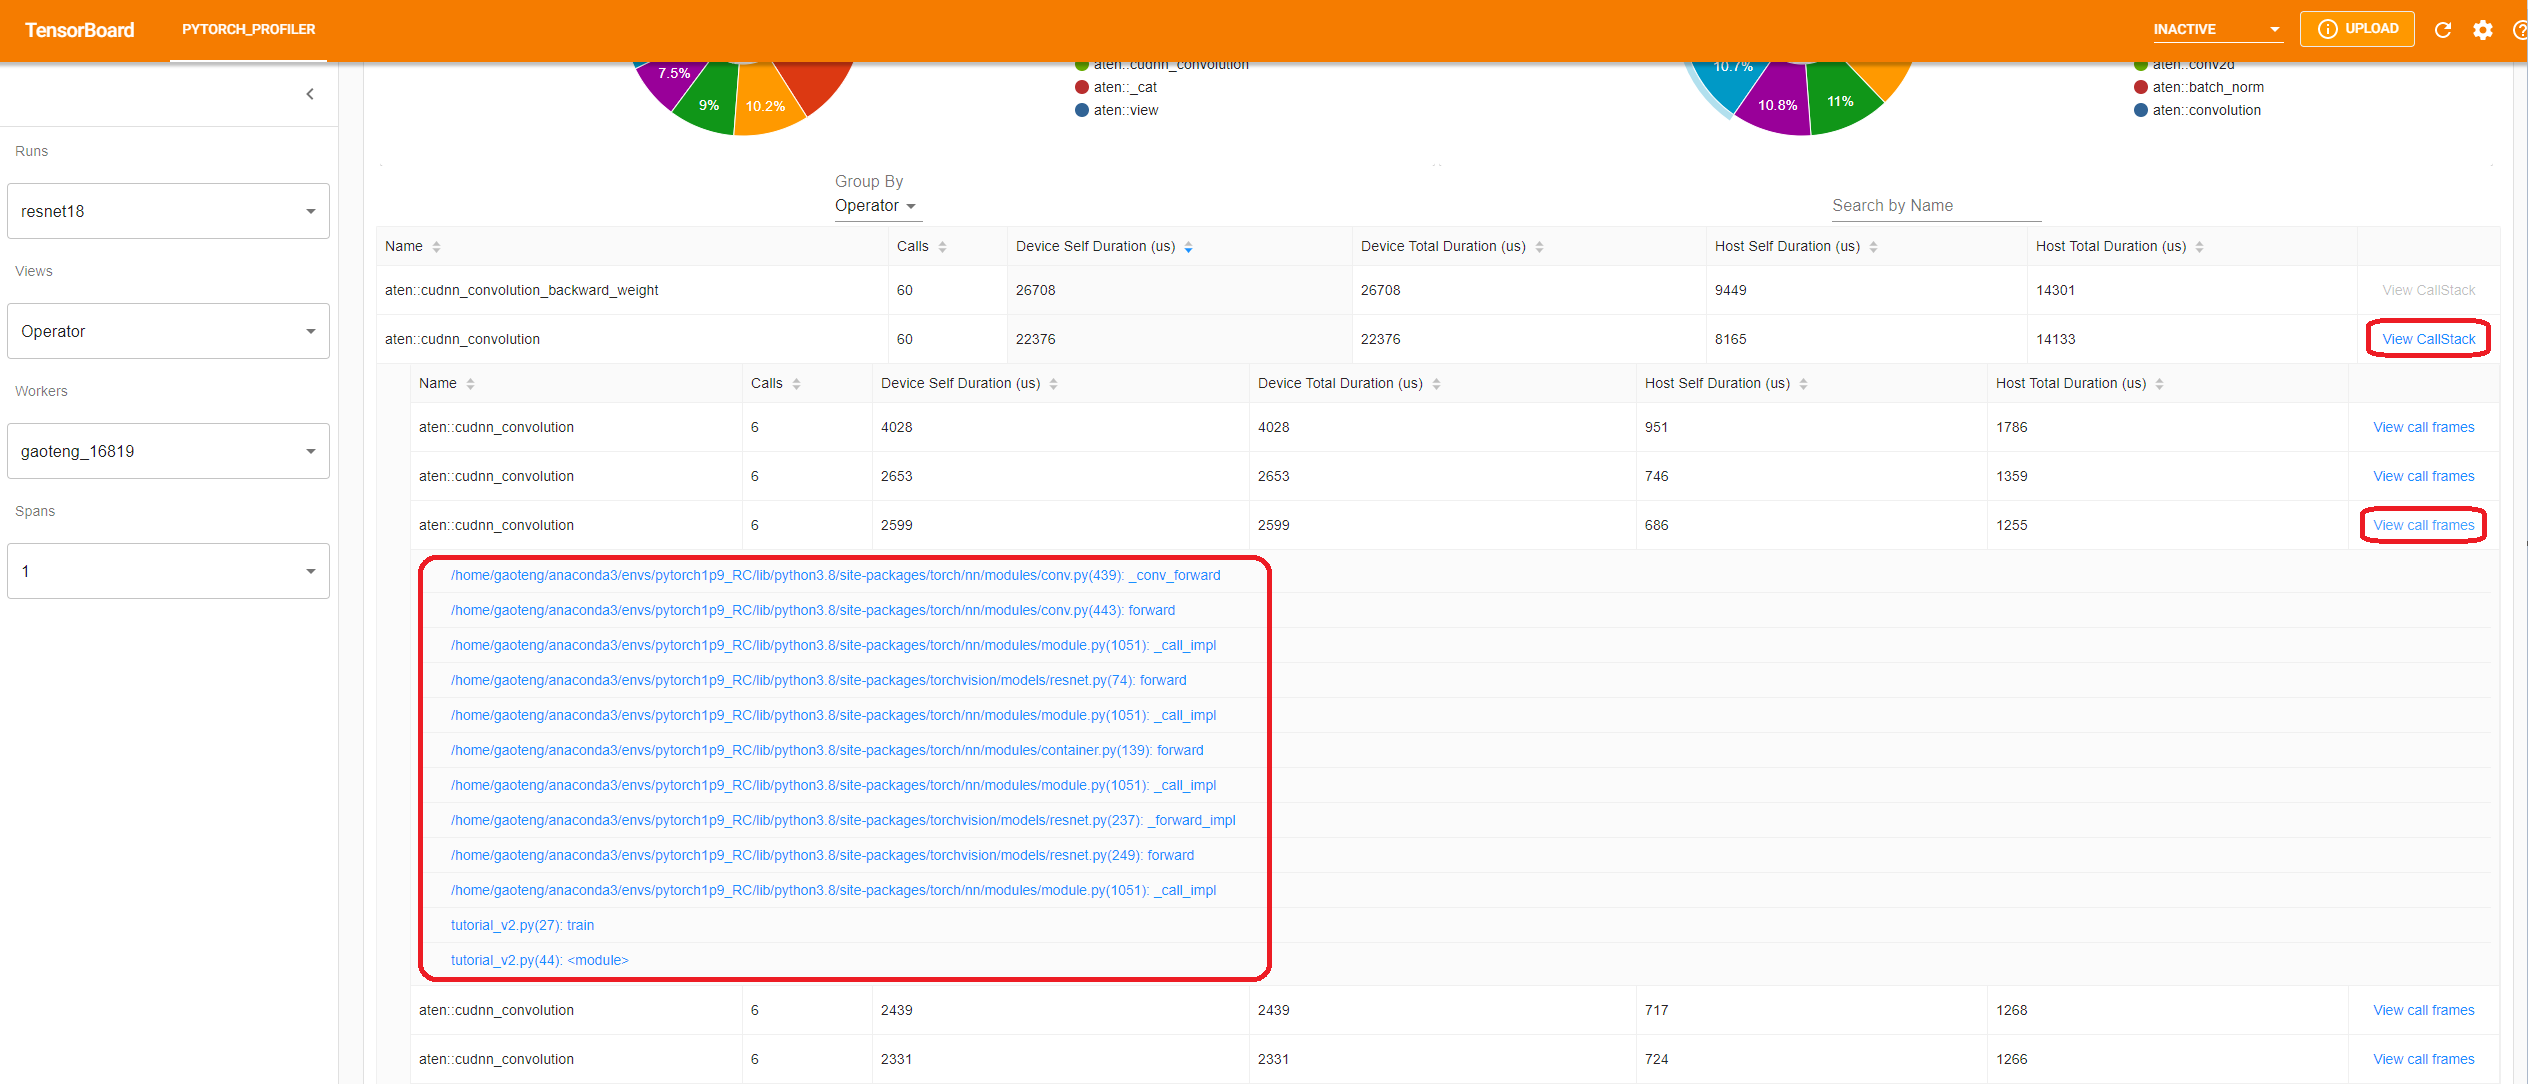 TensorBoard PYTORCH_PROFILER INACTIVE UPLOAD
7.5% 9% 10.2%
aten::cudnn_convolution
aten::_cat
aten::view
10.7% 10.8% 11%
aten::conv2d
aten::batch_norm
aten::convolution
Runs
resnet18
Views
Operator
Workers
gaoteng_16819
Spans
1
Group By
Operator
Search by Name
Name Calls Device Self Duration (us) Device Total Duration (us) Host Self Duration (us) Host Total Duration (us)
aten::cudnn_convolution_backward_weight 60 26708 26708 9449 14301 View CallStack
aten::cudnn_convolution 60 22376 22376 8165 14133 View CallStack
Name Calls Device Self Duration (us) Device Total Duration (us) Host Self Duration (us) Host Total Duration (us)
aten::cudnn_convolution 6 4028 4028 951 1786 View call frames
aten::cudnn_convolution 6 2653 2653 746 1359 View call frames
aten::cudnn_convolution 6 2599 2599 686 1255 View call frames
/home/gaoteng/anaconda3/envs/pytorch1p9_RC/lib/python3.8/site-packages/torch/nn/modules/conv.py(439): _conv_forward
/home/gaoteng/anaconda3/envs/pytorch1p9_RC/lib/python3.8/site-packages/torch/nn/modules/conv.py(443): forward
/home/gaoteng/anaconda3/envs/pytorch1p9_RC/lib/python3.8/site-packages/torch/nn/modules/module.py(1051): _call_impl
/home/gaoteng/anaconda3/envs/pytorch1p9_RC/lib/python3.8/site-packages/torchvision/models/resnet.py(74): forward
/home/gaoteng/anaconda3/envs/pytorch1p9_RC/lib/python3.8/site-packages/torch/nn/modules/module.py(1051): _call_impl
/home/gaoteng/anaconda3/envs/pytorch1p9_RC/lib/python3.8/site-packages/torch/nn/modules/container.py(139): forward
/home/gaoteng/anaconda3/envs/pytorch1p9_RC/lib/python3.8/site-packages/torch/nn/modules/module.py(1051): _call_impl
/home/gaoteng/anaconda3/envs/pytorch1p9_RC/lib/python3.8/site-packages/torchvision/models/resnet.py(237): _forward_impl
/home/gaoteng/anaconda3/envs/pytorch1p9_RC/lib/python3.8/site-packages/torchvision/models/resnet.py(249): forward
/home/gaoteng/anaconda3/envs/pytorch1p9_RC/lib/python3.8/site-packages/torch/nn/modules/module.py(1051): _call_impl
tutorial_v2.py(27): train
tutorial_v2.py(44): <module>
aten::cudnn_convolution 6 2439 2439 717 1268 View call frames
aten::cudnn_convolution 6 2331 2331 724 1266 View call frames